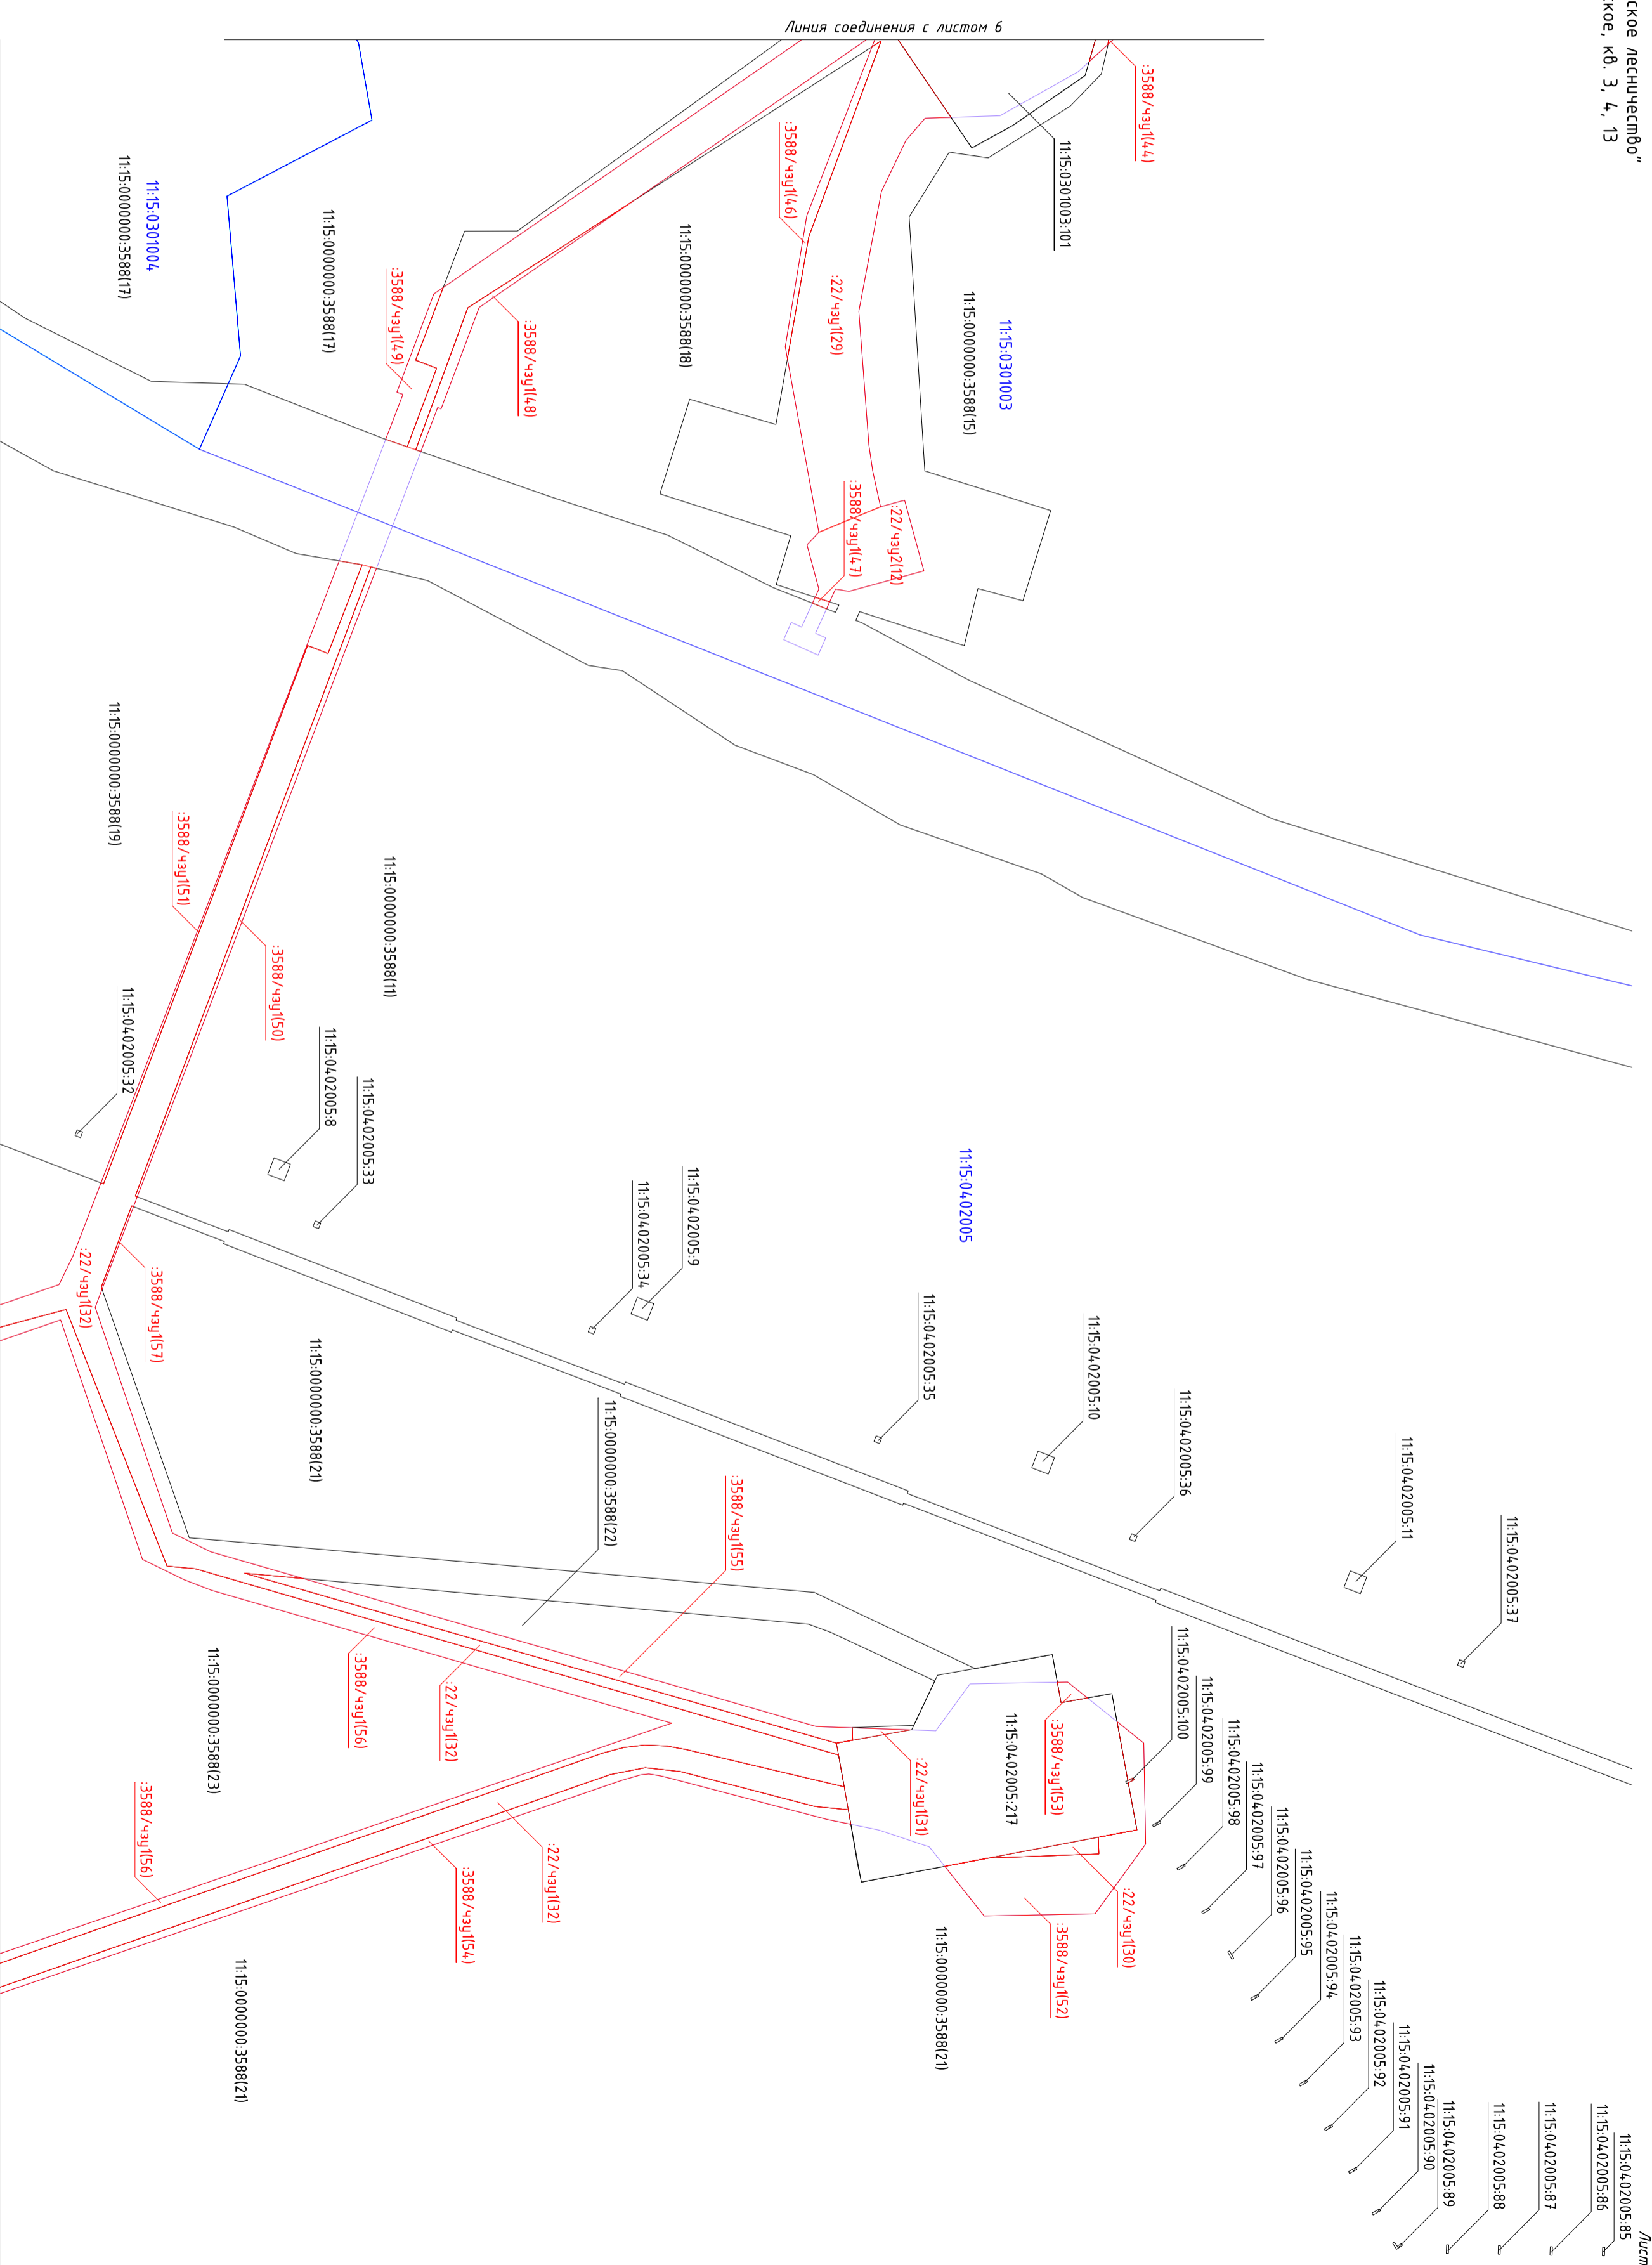 ское лесничество"
ское, кв. 3, 4, 13
Линия соединения с листом 6
:3588/чзу1(44)
11:15:0301003:101
:3588/чзу1(46)
11:15:0301004
11:15:0000000:3588(17)
11:15:0000000:3588(17)
11:15:0000000:3588(18)
:3588/чзу1(49)
:3588/чзу1(48)
:22/чзу1(29)
11:15:0301003
11:15:0000000:3588(15)
:3588/чзу1(47)
:22/чзу2(12)
11:15:0000000:3588(19)
:3588/чзу1(51)
11:15:0000000:3588(11)
:3588/чзу1(50)
11:15:0402005:32
11:15:0402005:8
11:15:0402005:33
11:15:0402005:9
11:15:0402005:34
11:15:0402005
:22/чзу1(32)
:3588/чзу1(57)
11:15:0402005:35
11:15:0402005:10
11:15:0402005:36
11:15:0402005:11
11:15:0402005:37
11:15:0000000:3588(21)
11:15:0000000:3588(22)
:3588/чзу1(55)
11:15:0000000:3588(23)
:3588/чзу1(56)
:22/чзу1(32)
11:15:0402005:217
:3588/чзу1(53)
:22/чзу1(31)
11:15:0402005:100
11:15:0402005:99
11:15:0402005:98
11:15:0402005:97
11:15:0402005:96
11:15:0402005:95
11:15:0402005:94
11:15:0402005:93
11:15:0402005:92
11:15:0402005:91
11:15:0402005:90
11:15:0402005:89
11:15:0402005:88
11:15:0402005:87
11:15:0402005:86
11:15:0402005:85
:3588/чзу1(56)
:22/чзу1(32)
:3588/чзу1(54)
:22/чзу1(30)
:3588/чзу1(52)
11:15:0000000:3588(21)
11:15:0000000:3588(21)
Лист